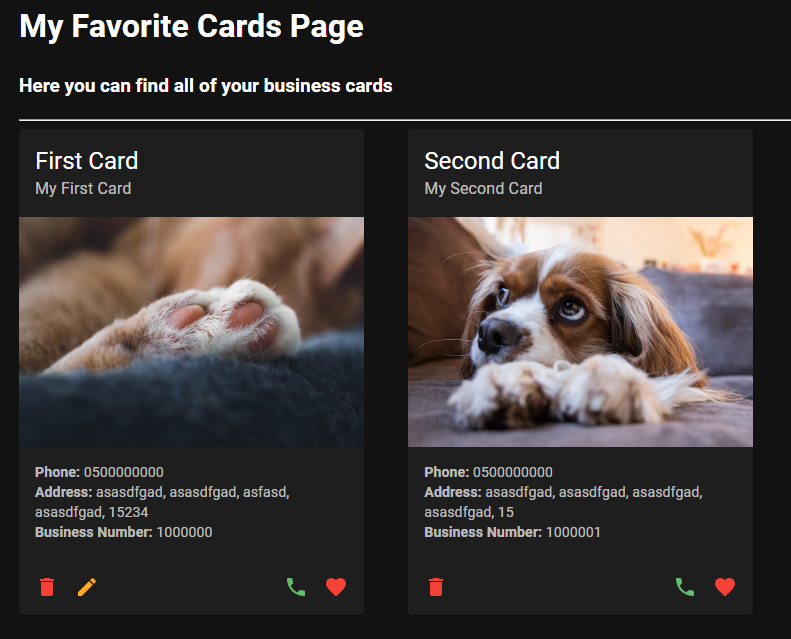 My Favorite Cards Page
Here you can find all of your business cards
First Card
My First Card
Phone: 0500000000
Address: asasdfgad, asasdfgad, asfasd,
asasdfgad, 15234
Business Number: 1000000
Second Card
My Second Card
Phone: 0500000000
Address: asasdfgad, asasdfgad, asasdfgad,
asasdfgad, 15
Business Number: 1000001